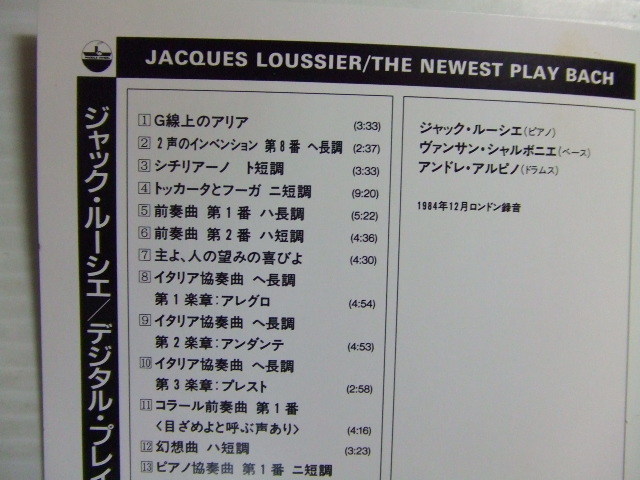 JACQUES LOUSSIER/THE NEWEST PLAY BACH
ジャック・ルーシエ/デジタル・プレイ
1 G線上のアリア (3:33)
2 2声のインベンション 第8番 ヘ長調 (2:37)
3 シチリアーノ ト短調 (3:33)
4 トッカータとフーガ ニ短調 (9:20)
5 前奏曲 第1番 ハ長調 (5:22)
6 前奏曲 第2番 ハ短調 (4:36)
7 主よ、人の望みの喜びよ (4:30)
8 イタリア協奏曲 ヘ長調
第1楽章:アレグロ (4:54)
9 イタリア協奏曲 ヘ長調
第2楽章:アンダンテ (4:53)
10 イタリア協奏曲 ヘ長調
第3楽章:プレスト (2:58)
11 コラール前奏曲 第1番
〈目ざめよと呼ぶ声あり〉 (4:16)
12 幻想曲 ハ短調 (3:23)
13 ピアノ協奏曲 第1番 ニ短調
ジャック・ルーシエ(ピアノ)
ヴァンサン・シャルボニエ(ベース)
アンドレ・アルピノ(ドラムス)
1984年12月ロンドン録音